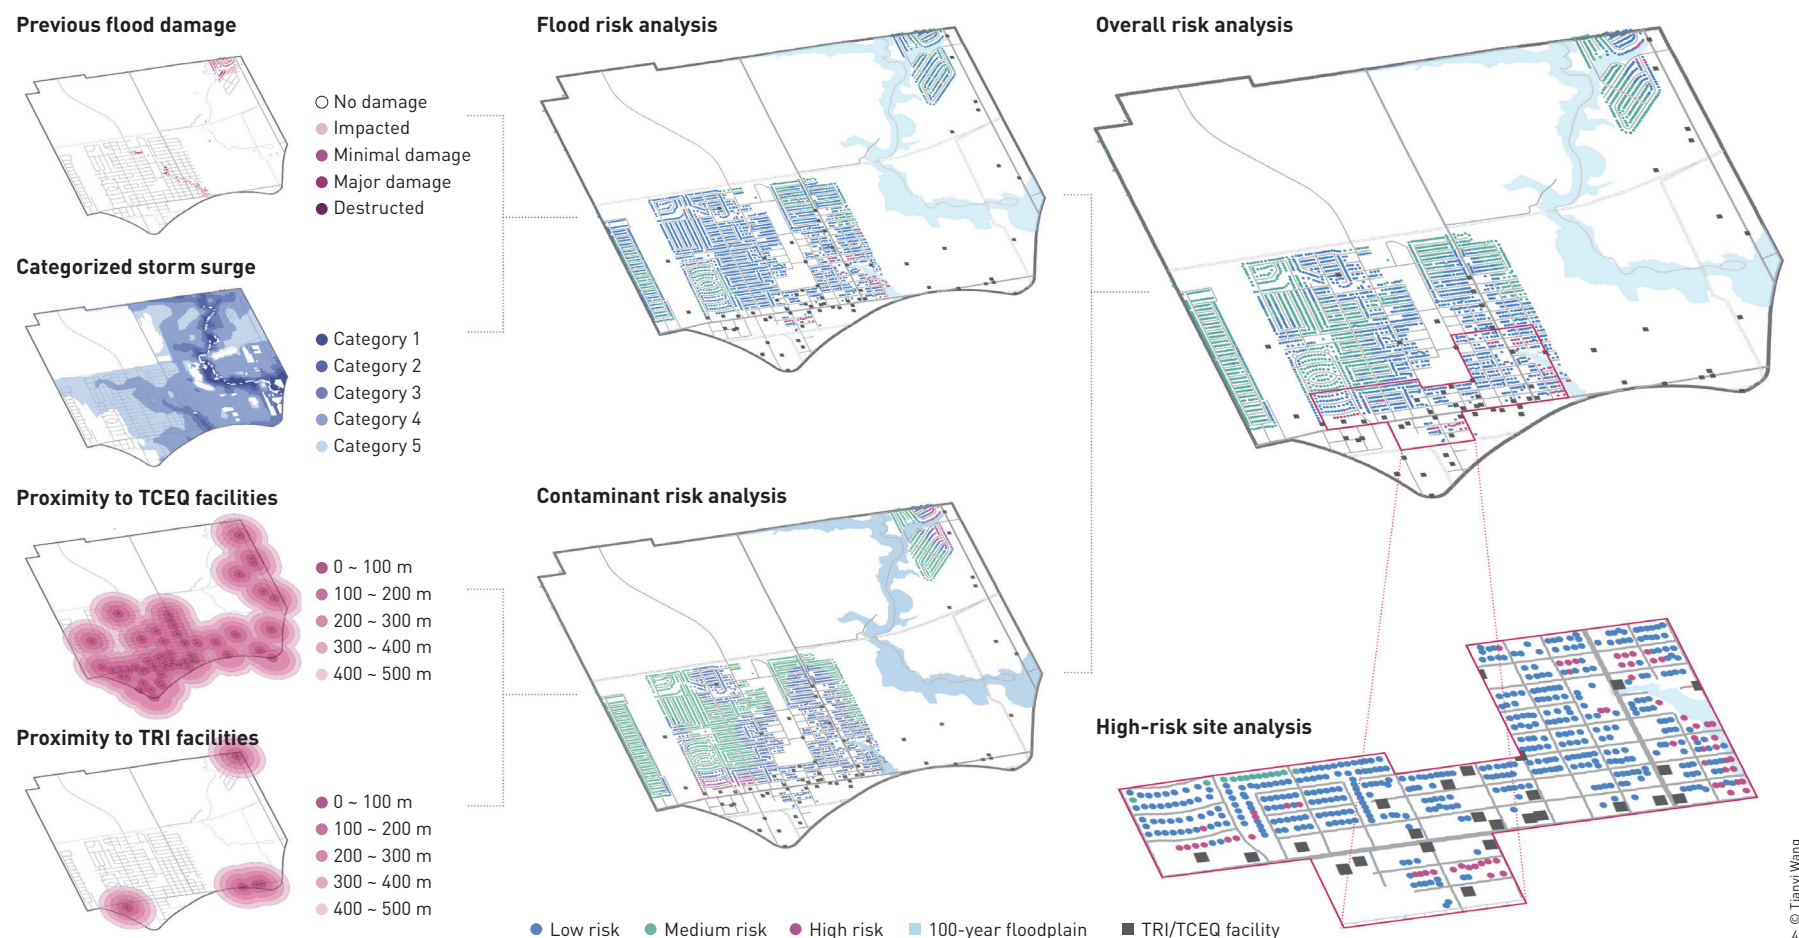 Previous flood damage
No damage
Impacted
Minimal damage
Major damage
Destructed
Categorized storm surge
Category 1
Category 2
Category 3
Category 4
Category 5
Proximity to TCEQ facilities
0 ~ 100 m
100 ~ 200 m
200 ~ 300 m
300 ~ 400 m
400 ~ 500 m
Proximity to TRI facilities
0 ~ 100 m
100 ~ 200 m
200 ~ 300 m
300 ~ 400 m
400 ~ 500 m
Flood risk analysis
Contaminant risk analysis
Overall risk analysis
High-risk site analysis
Low risk
Medium risk
High risk
100-year floodplain
TRI/TCEQ facility
© Tianyi Wang